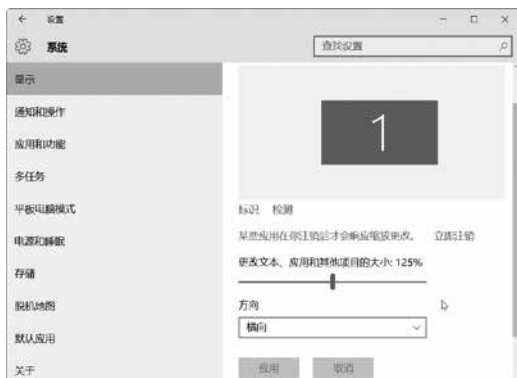 设置
系统
查找设置
显示
通知和操作
应用和功能
多任务
平板电脑模式
电源和睡眠
存储
脱机地图
默认应用
关于
1
标识 检测
某些应用在你注销后才会响应缩放更改。 立即注销
更改文本、应用和其他项目的大小: 125%
方向
横向
应用 取消